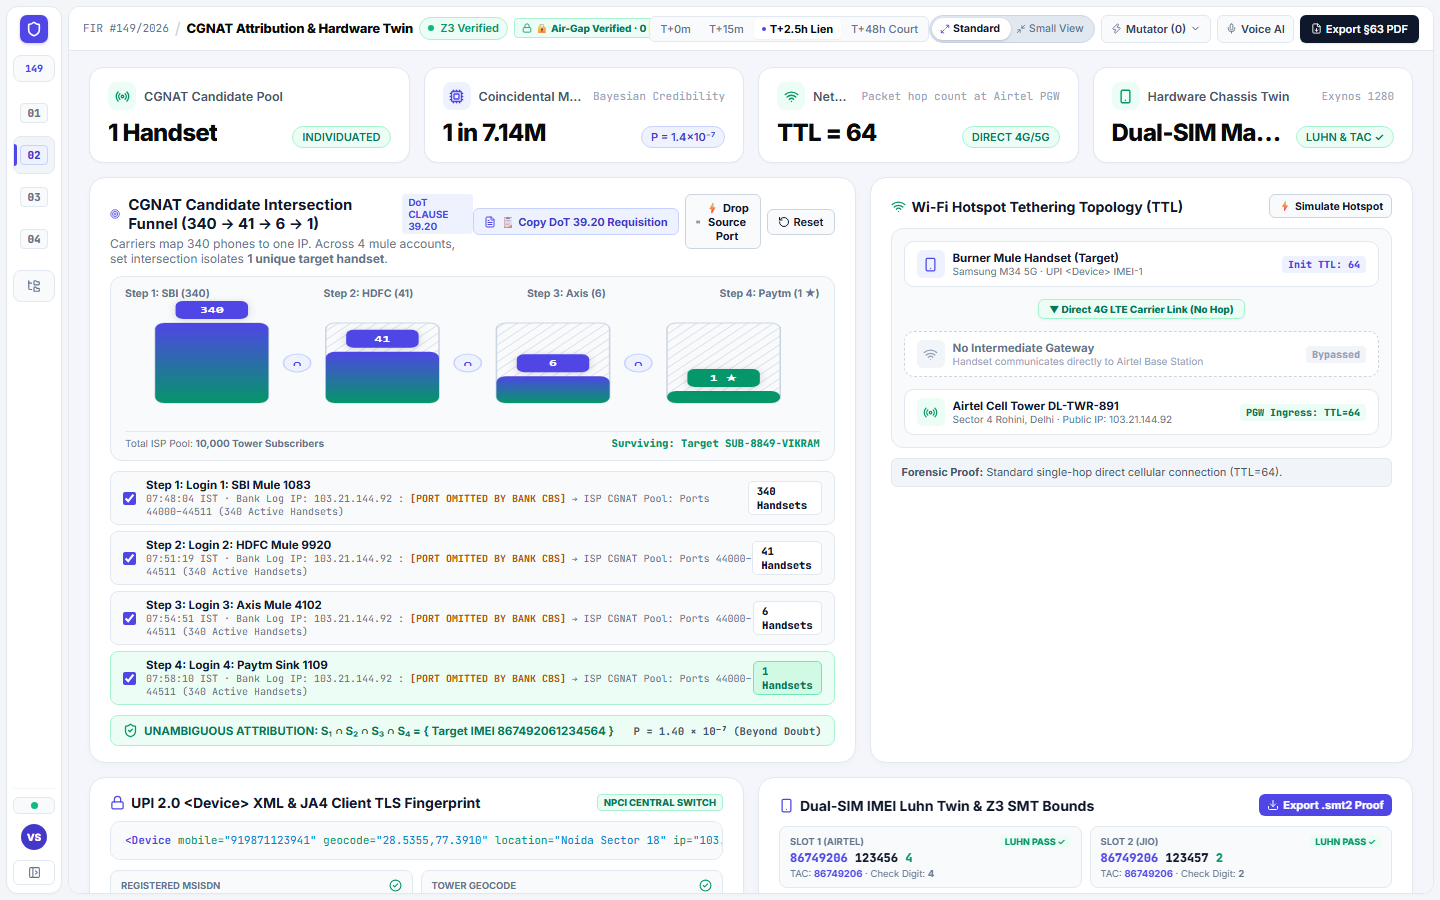 FIR #149/2026 / CGNAT Attribution & Hardware Twin
Z3 Verified
Air-Gap Verified · 0
T+0m
T+15m
T+2.5h Lien
T+48h Court
Standard
Small View
Mutator (0)
Voice AI
Export §63 PDF
149
01
02
03
04
VS
CGNAT Candidate Pool
1 Handset
INDIVIDUATED
Coincidental M...
Bayesian Credibility
1 in 7.14M
P = 1.4×10⁻⁷
Net...
Packet hop count at Airtel PGW
TTL = 64
DIRECT 4G/5G
Hardware Chassis Twin
Exynos 1280
Dual-SIM Ma...
LUHN & TAC ✓
CGNAT Candidate Intersection
Funnel (340 → 41 → 6 → 1)
DoT
CLAUSE
39.20
Copy DoT 39.20 Requisition
Drop
Source
Port
Reset
Carriers map 340 phones to one IP. Across 4 mule accounts,
set intersection isolates 1 unique target handset.
Step 1: SBI (340)
Step 2: HDFC (41)
Step 3: Axis (6)
Step 4: Paytm (1 ★)
340
∩
41
∩
6
∩
1 ★
Total ISP Pool: 10,000 Tower Subscribers
Surviving: Target SUB-8849-VIKRAM
Step 1: Login 1: SBI Mule 1083
07:48:04 IST · Bank Log IP: 103.21.144.92 : [PORT OMITTED BY BANK CBS] → ISP CGNAT Pool: Ports
44000–44511 (340 Active Handsets)
340
Handsets
Step 2: Login 2: HDFC Mule 9920
07:51:19 IST · Bank Log IP: 103.21.144.92 : [PORT OMITTED BY BANK CBS] → ISP CGNAT Pool: Ports 44000–
44511 (340 Active Handsets)
41
Handsets
Step 3: Login 3: Axis Mule 4102
07:54:51 IST · Bank Log IP: 103.21.144.92 : [PORT OMITTED BY BANK CBS] → ISP CGNAT Pool: Ports 44000–
44511 (340 Active Handsets)
6
Handsets
Step 4: Login 4: Paytm Sink 1109
07:58:10 IST · Bank Log IP: 103.21.144.92 : [PORT OMITTED BY BANK CBS] → ISP CGNAT Pool: Ports 44000–
44511 (340 Active Handsets)
1
Handsets
UNAMBIGUOUS ATTRIBUTION: S₁ ∩ S₂ ∩ S₃ ∩ S₄ = { Target IMEI 867492061234564 }
P = 1.40 × 10⁻⁷ (Beyond Doubt)
Wi-Fi Hotspot Tethering Topology (TTL)
Simulate Hotspot
Burner Mule Handset (Target)
Samsung M34 5G · UPI <Device> IMEI-1
Init TTL: 64
▼ Direct 4G LTE Carrier Link (No Hop)
No Intermediate Gateway
Handset communicates directly to Airtel Base Station
Bypassed
Airtel Cell Tower DL-TWR-891
Sector 4 Rohini, Delhi · Public IP: 103.21.144.92
PGW Ingress: TTL=64
Forensic Proof: Standard single-hop direct cellular connection (TTL=64).
UPI 2.0 <Device> XML & JA4 Client TLS Fingerprint
NPCI CENTRAL SWITCH
<Device mobile="919871123941" geocode="28.5355,77.3910" location="Noida Sector 18" ip="103.
REGISTERED MSISDN
TOWER GEOCODE
Dual-SIM IMEI Luhn Twin & Z3 SMT Bounds
Export .smt2 Proof
SLOT 1 (AIRTEL)
LUHN PASS ✓
86749206 123456 4
TAC: 86749206 · Check Digit: 4
SLOT 2 (JIO)
LUHN PASS ✓
86749206 123457 2
TAC: 86749206 · Check Digit: 2